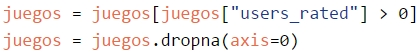 juegos = juegos[juegos["users_rated"] > 0]
juegos = juegos.dropna(axis=0)